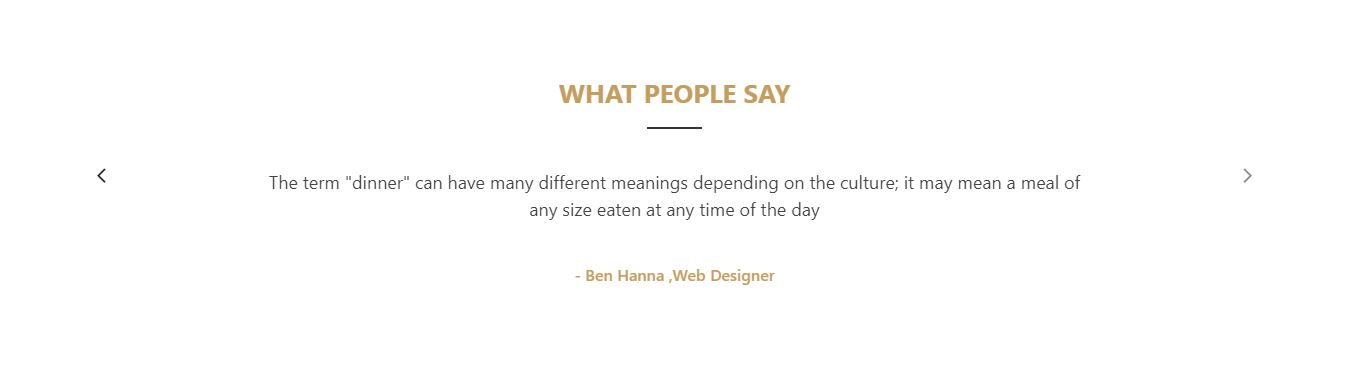 WHAT PEOPLE SAY
The term "dinner" can have many different meanings depending on the culture; it may mean a meal of
any size eaten at any time of the day
- Ben Hanna ,Web Designer